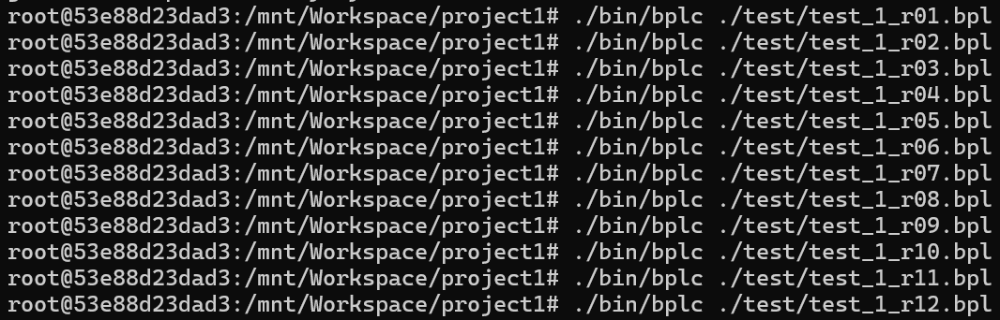 root@53e88d23dad3:/mnt/Workspace/project1# ./bin/bplc ./test/test_1_r01.bpl
root@53e88d23dad3:/mnt/Workspace/project1# ./bin/bplc ./test/test_1_r02.bpl
root@53e88d23dad3:/mnt/Workspace/project1# ./bin/bplc ./test/test_1_r03.bpl
root@53e88d23dad3:/mnt/Workspace/project1# ./bin/bplc ./test/test_1_r04.bpl
root@53e88d23dad3:/mnt/Workspace/project1# ./bin/bplc ./test/test_1_r05.bpl
root@53e88d23dad3:/mnt/Workspace/project1# ./bin/bplc ./test/test_1_r06.bpl
root@53e88d23dad3:/mnt/Workspace/project1# ./bin/bplc ./test/test_1_r07.bpl
root@53e88d23dad3:/mnt/Workspace/project1# ./bin/bplc ./test/test_1_r08.bpl
root@53e88d23dad3:/mnt/Workspace/project1# ./bin/bplc ./test/test_1_r09.bpl
root@53e88d23dad3:/mnt/Workspace/project1# ./bin/bplc ./test/test_1_r10.bpl
root@53e88d23dad3:/mnt/Workspace/project1# ./bin/bplc ./test/test_1_r11.bpl
root@53e88d23dad3:/mnt/Workspace/project1# ./bin/bplc ./test/test_1_r12.bpl